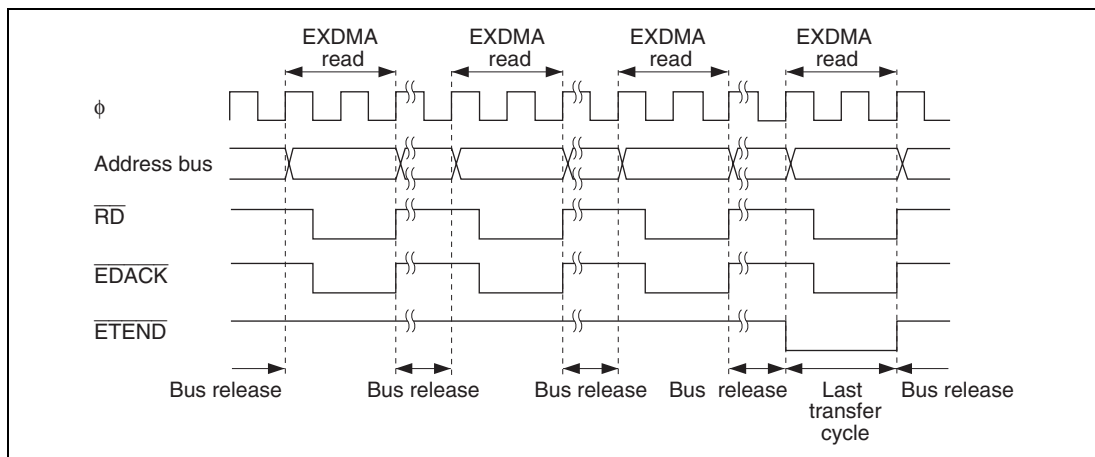 EXDMA read EXDMA read EXDMA read EXDMA read
ϕ
Address bus
RD
EDACK
ETEND
Bus release Bus release Bus release Bus release Last transfer cycle Bus release